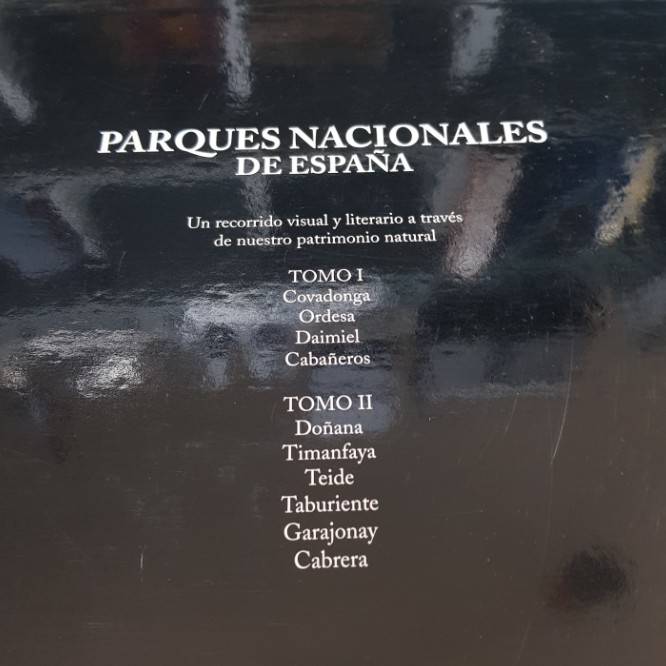 PARQUES NACIONALES
DE ESPAÑA
Un recorrido visual y literario a través
de nuestro patrimonio natural
TOMO I
Covadonga
Ordesa
Daimiel
Cabañeros
TOMO II
Doñana
Timanfaya
Teide
Taburiente
Garajonay
Cabrera